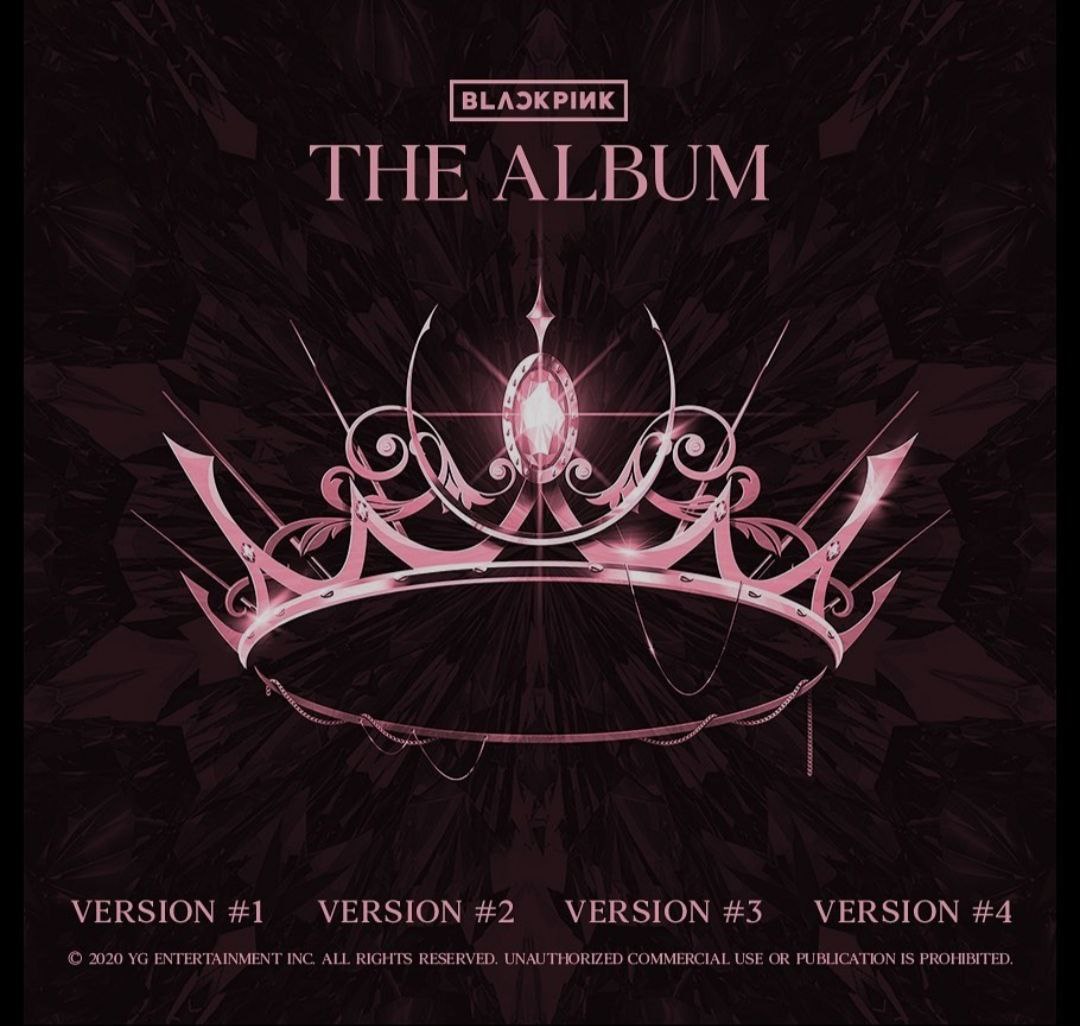 BLACKPINK
THE ALBUM
VERSION #1 VERSION #2 VERSION #3 VERSION #4
© 2020 YG ENTERTAINMENT INC. ALL RIGHTS RESERVED. UNAUTHORIZED COMMERCIAL USE OR PUBLICATION IS PROHIBITED.